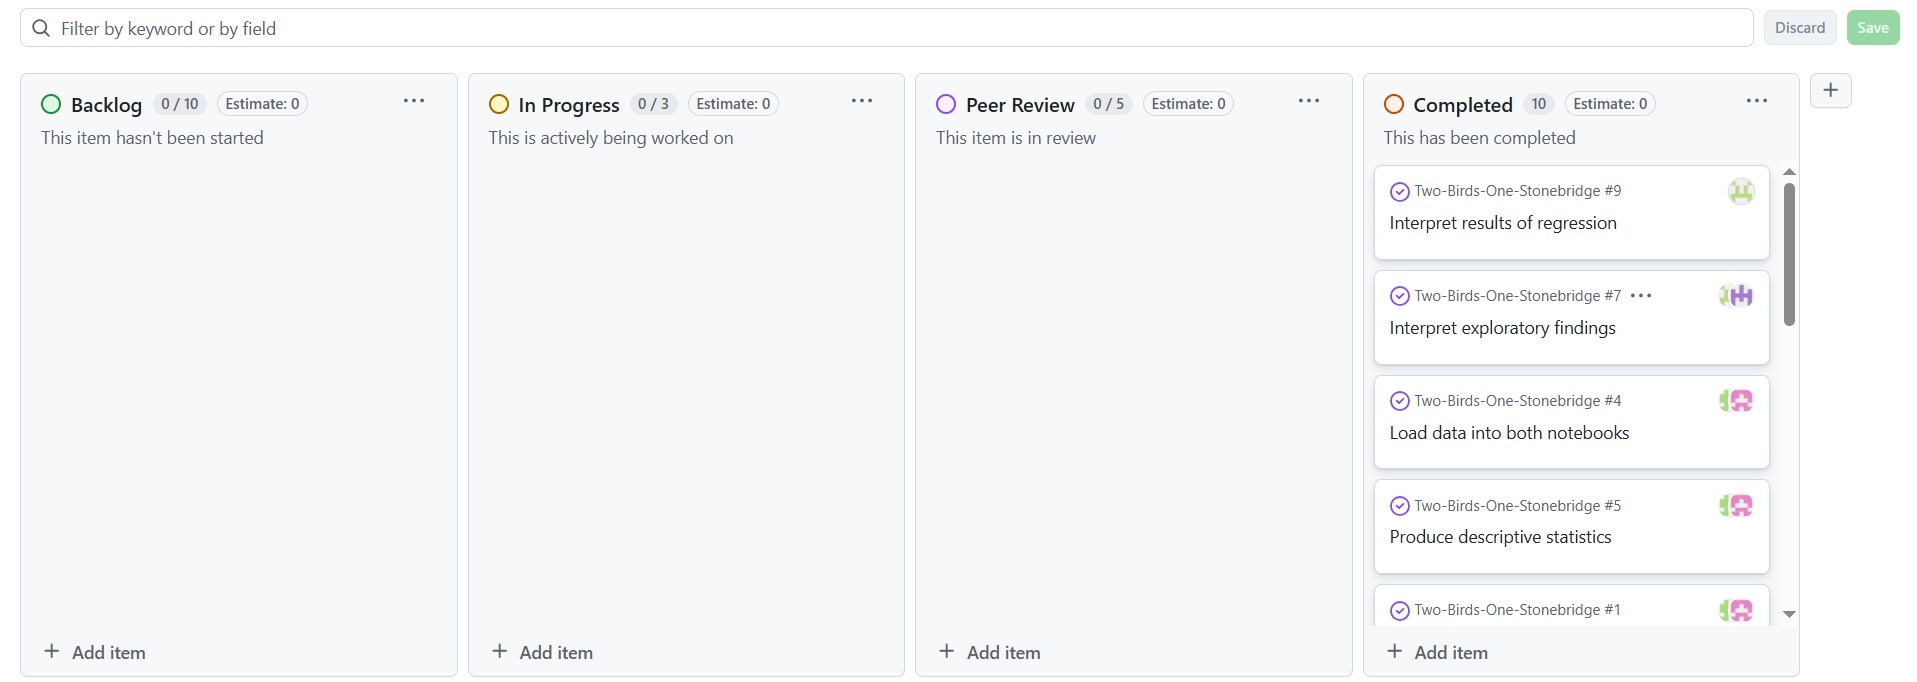 Filter by keyword or by field
Discard
Save
Backlog 0 / 10 Estimate: 0
This item hasn't been started
Add item
In Progress 0 / 3 Estimate: 0
This is actively being worked on
Add item
Peer Review 0 / 5 Estimate: 0
This item is in review
Add item
Completed 10 Estimate: 0
This has been completed
Two-Birds-One-Stonebridge #9
Interpret results of regression
Two-Birds-One-Stonebridge #7
Interpret exploratory findings
Two-Birds-One-Stonebridge #4
Load data into both notebooks
Two-Birds-One-Stonebridge #5
Produce descriptive statistics
Two-Birds-One-Stonebridge #1
Add item